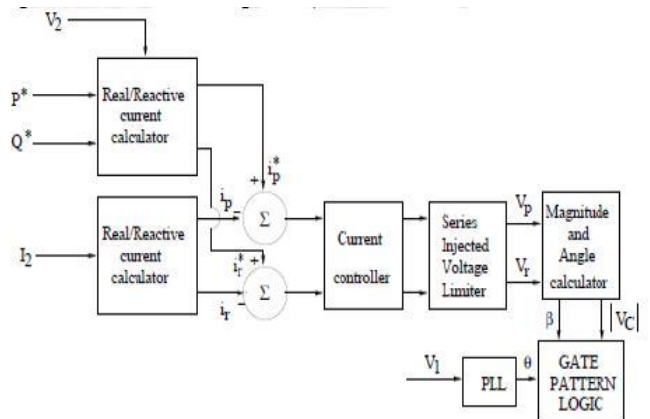 V2
P*
Q*
Real/Reactive
current
calculator
+
i*p
ip
-
Σ
I2
Real/Reactive
current
calculator
i*r
+
ir
-
Σ
Current
controller
Series
Injected
Voltage
Limiter
Vp
Vr
Magnitude
and
Angle
calculator
β
|VC|
V1
PLL
θ
GATE
PATTERN
LOGIC